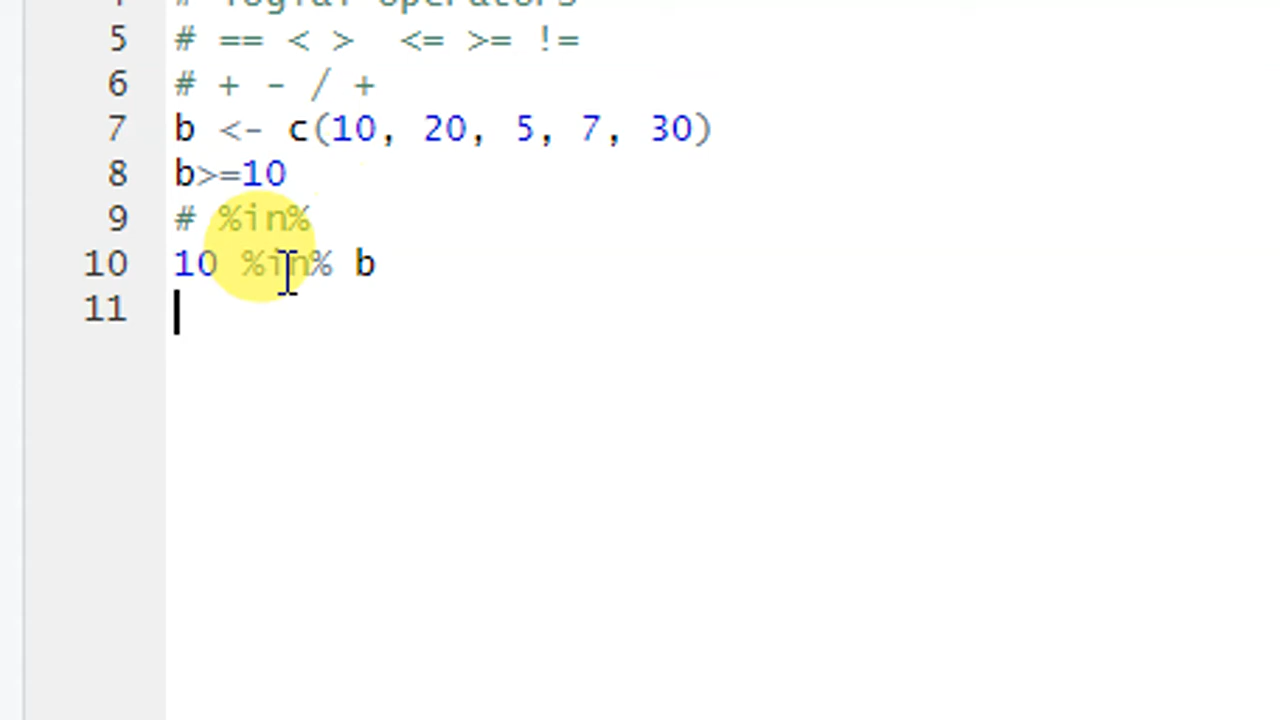 5 # == < >  <= >= !=
6 # + - / +
7 b <- c(10, 20, 5, 7, 30)
8 b>=10
9 # %in%
10 10 %in% b
11